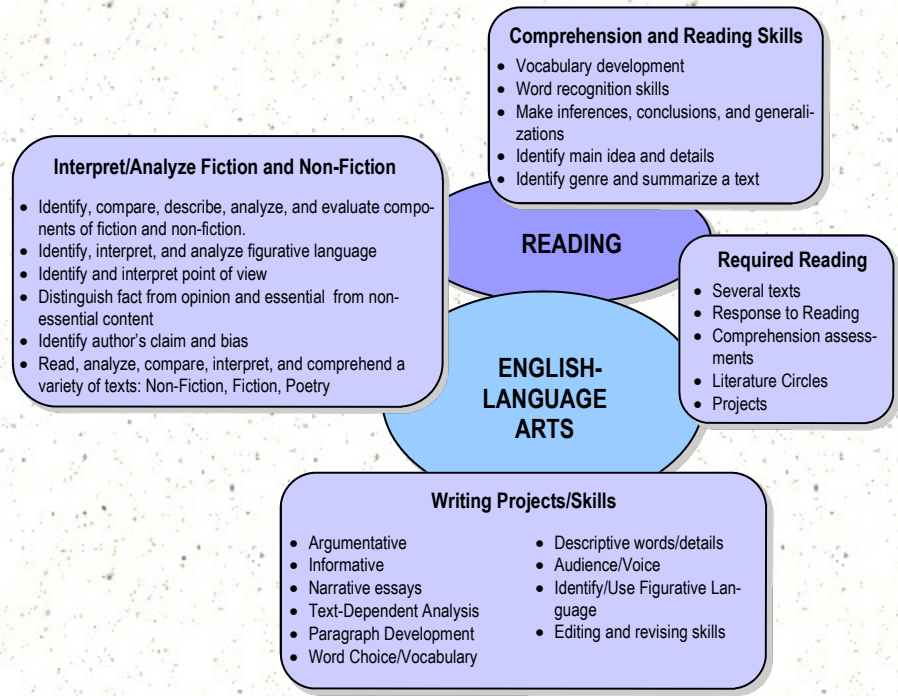 Comprehension and Reading Skills
• Vocabulary development
• Word recognition skills
• Make inferences, conclusions, and generali-
zations
• Identify main idea and details
• Identify genre and summarize a text
Interpret/Analyze Fiction and Non-Fiction
• Identify, compare, describe, analyze, and evaluate compo-
nents of fiction and non-fiction.
• Identify, interpret, and analyze figurative language
• Identify and interpret point of view
• Distinguish fact from opinion and essential from non-
essential content
• Identify author's claim and bias
• Read, analyze, compare, interpret, and comprehend a
variety of texts: Non-Fiction, Fiction, Poetry
READING
Required Reading
• Several texts
• Response to Reading
• Comprehension assess-
ments
• Literature Circles
• Projects
ENGLISH-
LANGUAGE
ARTS
Writing Projects/Skills
• Argumentative
• Informative
• Narrative essays
• Text-Dependent Analysis
• Paragraph Development
• Word Choice/Vocabulary
• Descriptive words/details
• Audience/Voice
• Identify/Use Figurative Lan-
guage
• Editing and revising skills